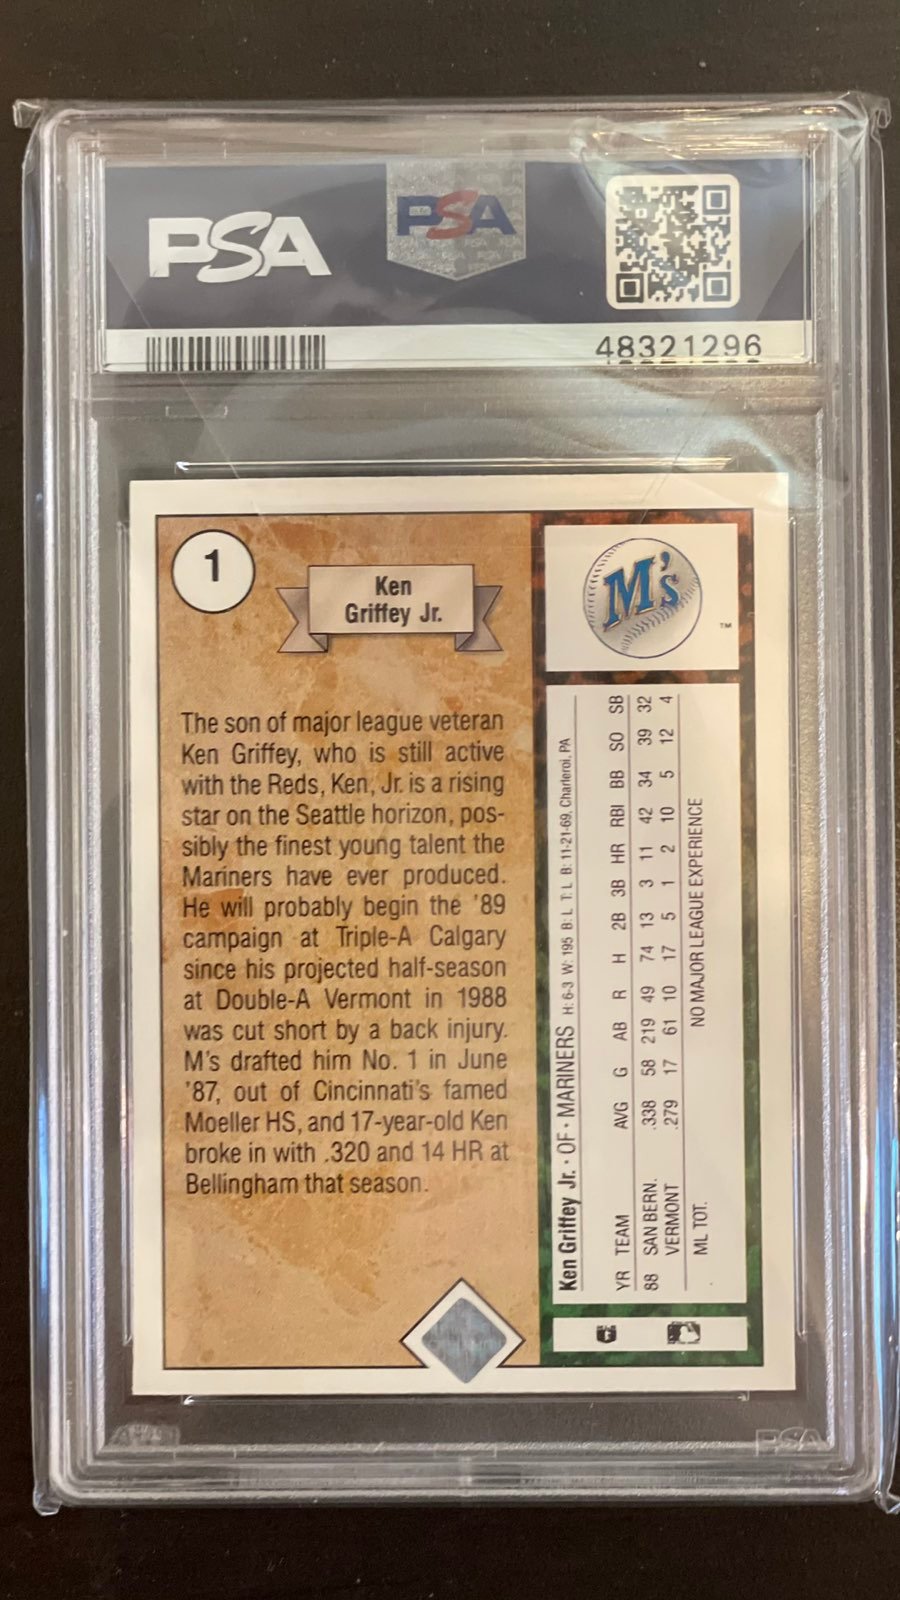 PSA
PSA
48321296
1
Ken
Griffey Jr.
M's
TM
The son of major league veteran
Ken Griffey, who is still active
with the Reds, Ken, Jr. is a rising
star on the Seattle horizon, pos-
sibly the finest young talent the
Mariners have ever produced.
He will probably begin the '89
campaign at Triple-A Calgary
since his projected half-season
at Double-A Vermont in 1988
was cut short by a back injury.
M's drafted him No. 1 in June
'87, out of Cincinnati's famed
Moeller HS, and 17-year-old Ken
broke in with .320 and 14 HR at
Bellingham that season.
Ken Griffey Jr. • OF • MARINERS H: 6-3 W: 195 B: L T: L B: 11-21-69, Charleroi, PA
YR TEAM AVG G AB R H 2B 3B HR RBI BB SO SB
88 SAN BERN. .338 58 219 49 74 13 3 11 42 34 39 32
VERMONT .279 17 61 10 17 5 1 2 10 5 12 4
ML TOT. NO MAJOR LEAGUE EXPERIENCE
PSA